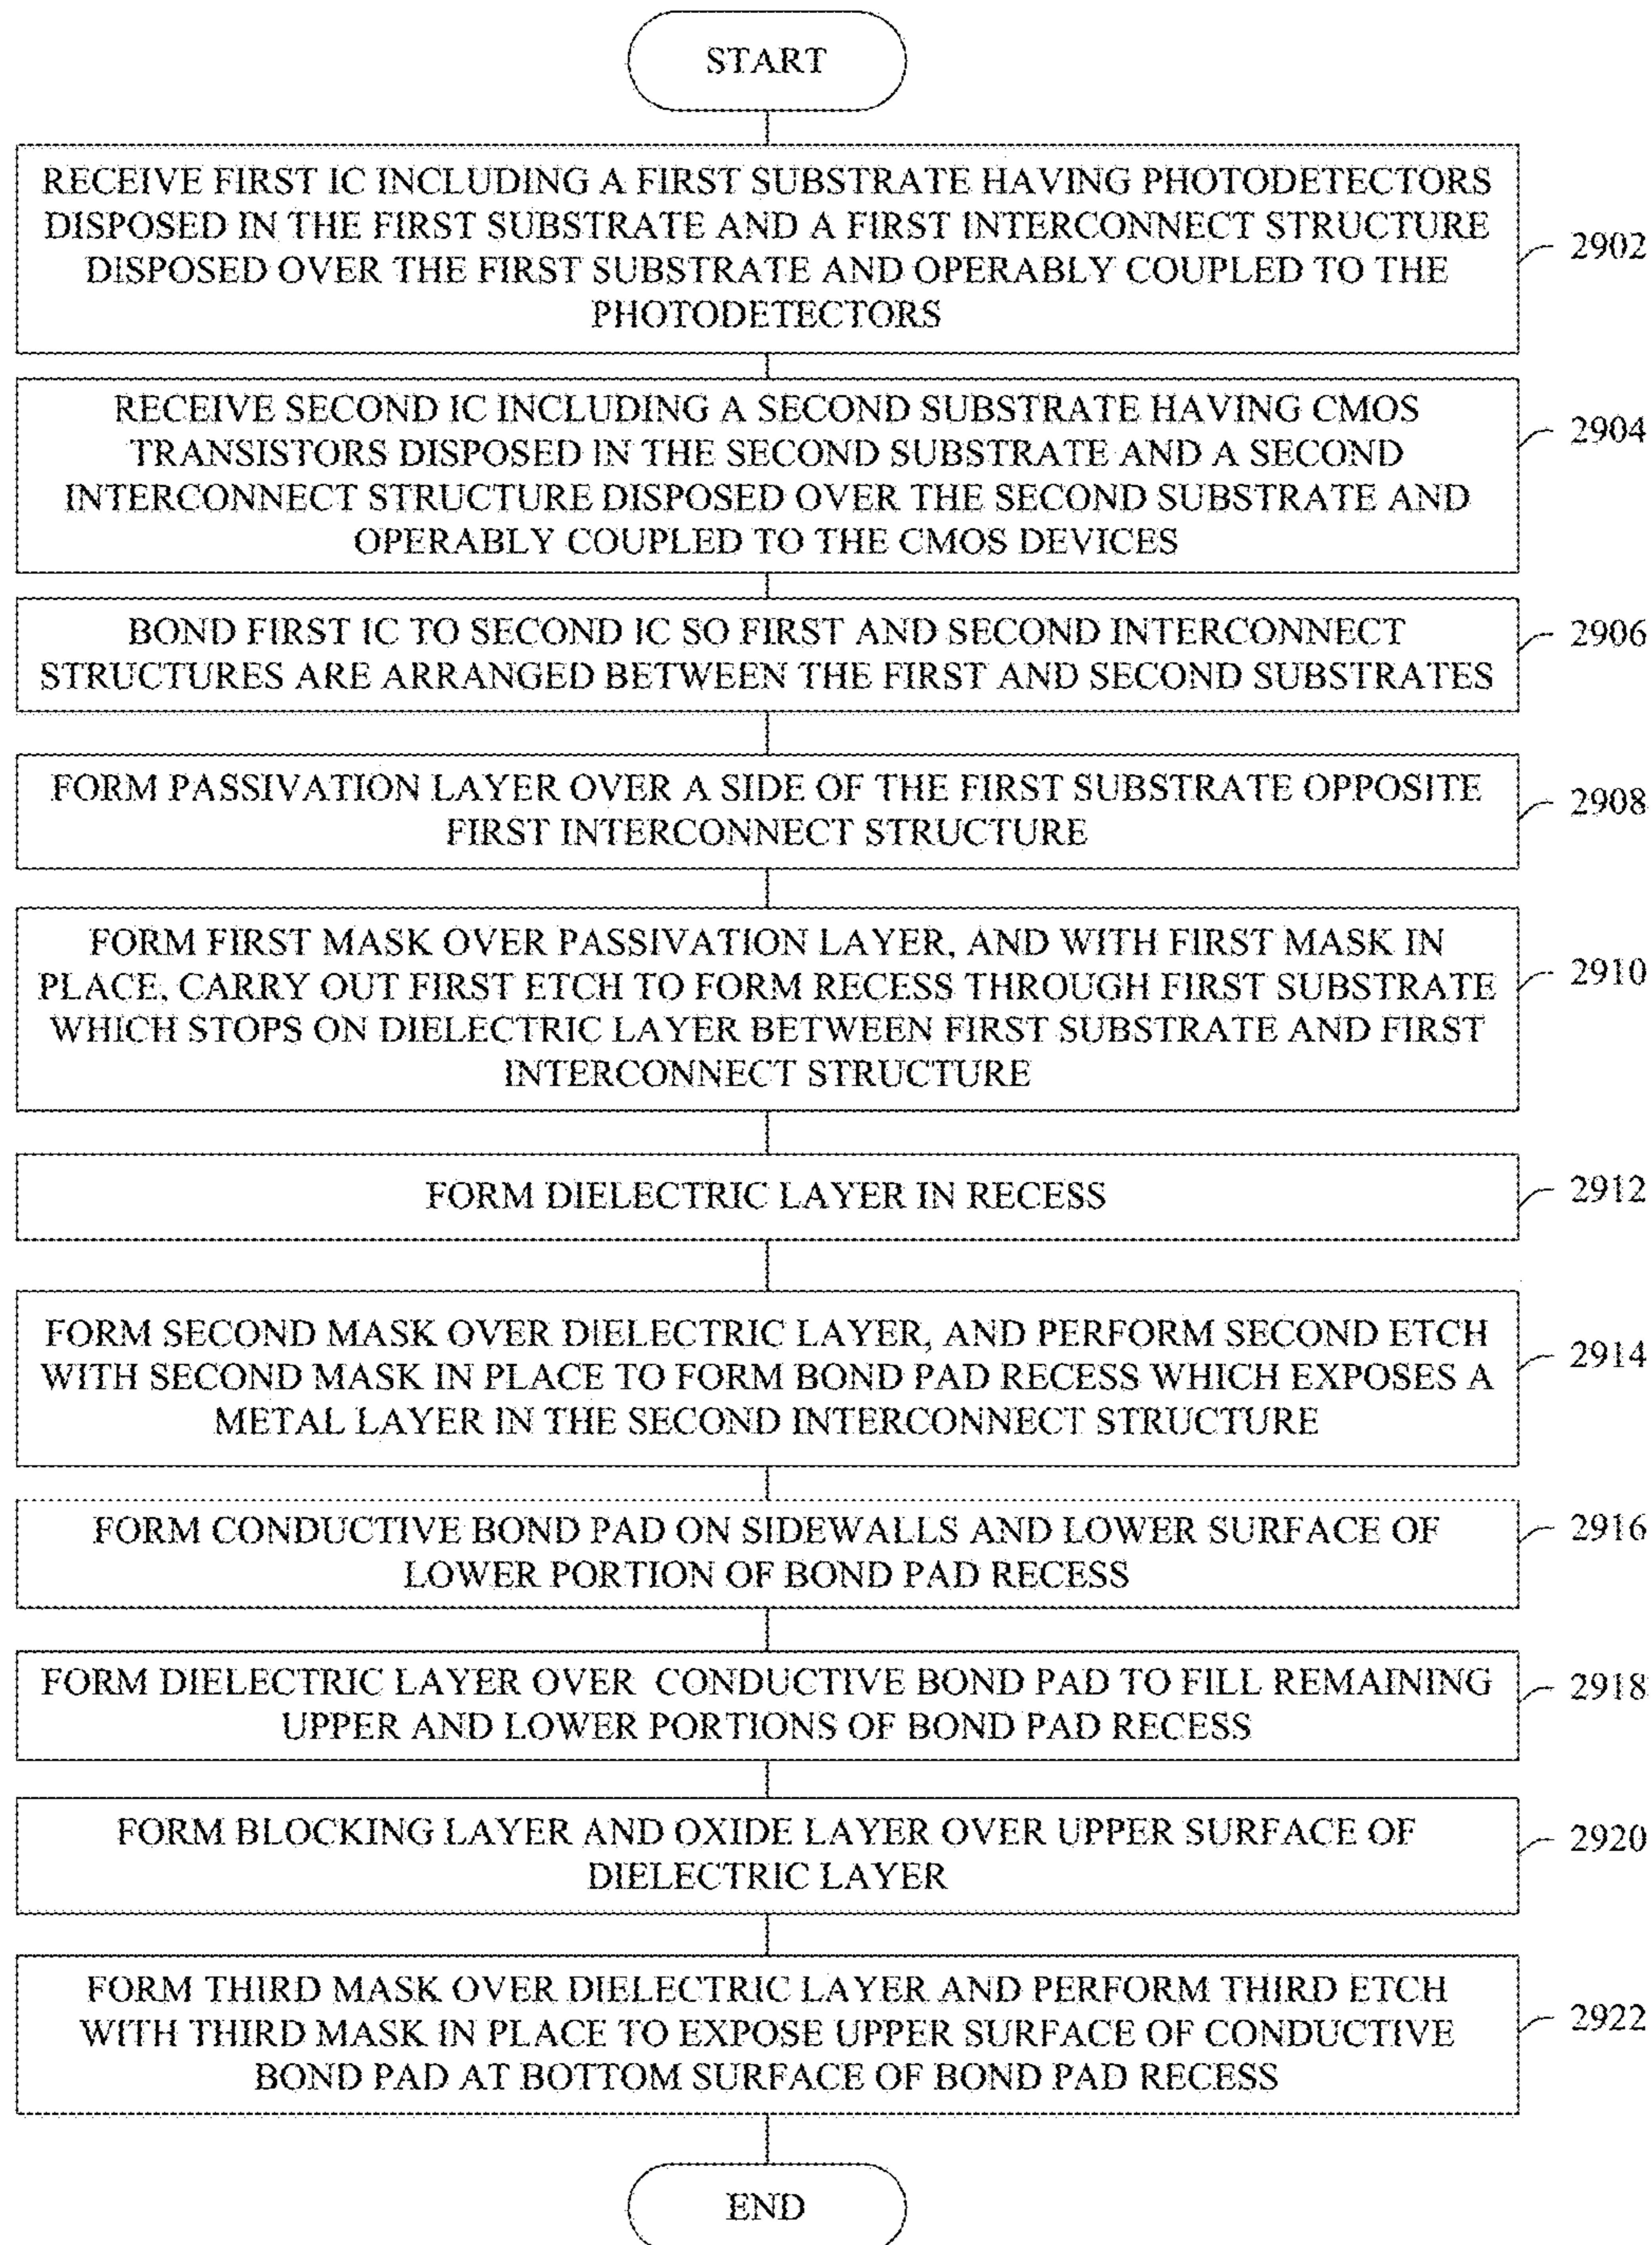 START
RECEIVE FIRST IC INCLUDING A FIRST SUBSTRATE HAVING PHOTODETECTORS
DISPOSED IN THE FIRST SUBSTRATE AND A FIRST INTERCONNECT STRUCTURE
DISPOSED OVER THE FIRST SUBSTRATE AND OPERABLY COUPLED TO THE
PHOTODETECTORS
2902
RECEIVE SECOND IC INCLUDING A SECOND SUBSTRATE HAVING CMOS
TRANSISTORS DISPOSED IN THE SECOND SUBSTRATE AND A SECOND
INTERCONNECT STRUCTURE DISPOSED OVER THE SECOND SUBSTRATE AND
OPERABLY COUPLED TO THE CMOS DEVICES
2904
BOND FIRST IC TO SECOND IC SO FIRST AND SECOND INTERCONNECT
STRUCTURES ARE ARRANGED BETWEEN THE FIRST AND SECOND SUBSTRATES
2906
FORM PASSIVATION LAYER OVER A SIDE OF THE FIRST SUBSTRATE OPPOSITE
FIRST INTERCONNECT STRUCTURE
2908
FORM FIRST MASK OVER PASSIVATION LAYER, AND WITH FIRST MASK IN
PLACE, CARRY OUT FIRST ETCH TO FORM RECESS THROUGH FIRST SUBSTRATE
WHICH STOPS ON DIELECTRIC LAYER BETWEEN FIRST SUBSTRATE AND FIRST
INTERCONNECT STRUCTURE
2910
FORM DIELECTRIC LAYER IN RECESS
2912
FORM SECOND MASK OVER DIELECTRIC LAYER, AND PERFORM SECOND ETCH
WITH SECOND MASK IN PLACE TO FORM BOND PAD RECESS WHICH EXPOSES A
METAL LAYER IN THE SECOND INTERCONNECT STRUCTURE
2914
FORM CONDUCTIVE BOND PAD ON SIDEWALLS AND LOWER SURFACE OF
LOWER PORTION OF BOND PAD RECESS
2916
FORM DIELECTRIC LAYER OVER CONDUCTIVE BOND PAD TO FILL REMAINING
UPPER AND LOWER PORTIONS OF BOND PAD RECESS
2918
FORM BLOCKING LAYER AND OXIDE LAYER OVER UPPER SURFACE OF
DIELECTRIC LAYER
2920
FORM THIRD MASK OVER DIELECTRIC LAYER AND PERFORM THIRD ETCH
WITH THIRD MASK IN PLACE TO EXPOSE UPPER SURFACE OF CONDUCTIVE
BOND PAD AT BOTTOM SURFACE OF BOND PAD RECESS
2922
END